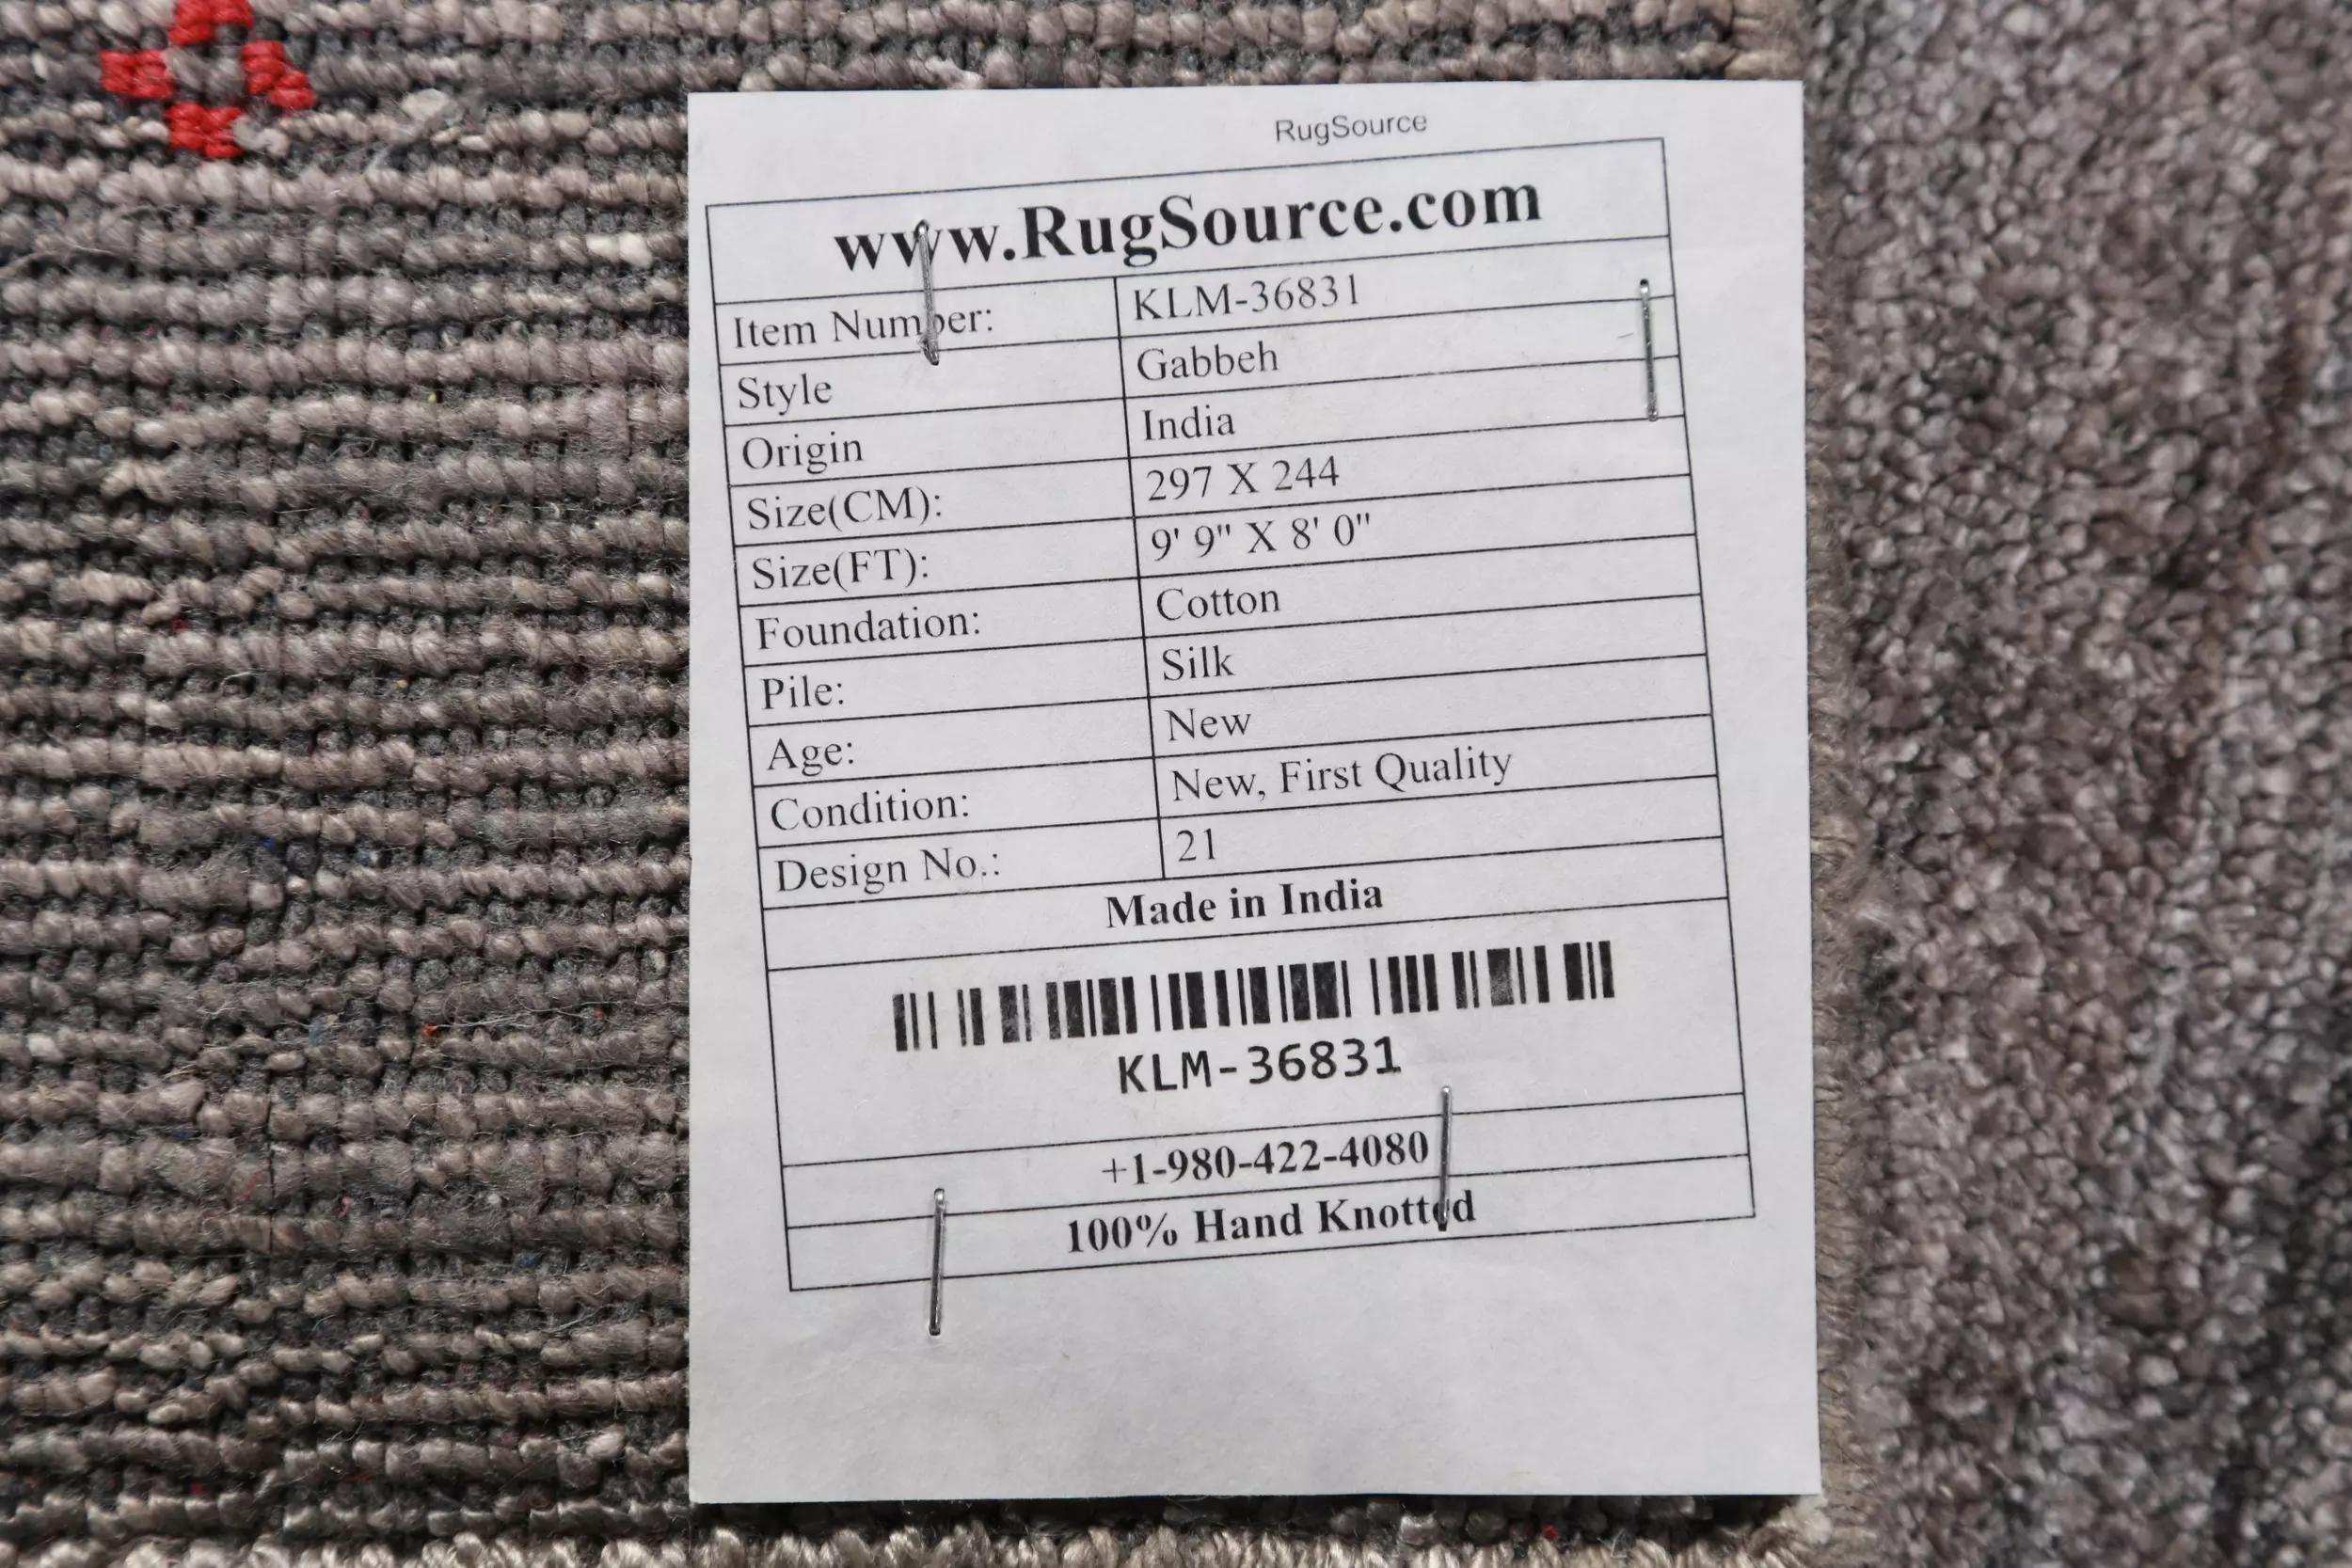 RugSource
www.RugSource.com
Item Number: KLM-36831
Style Gabbeh
Origin India
Size(CM): 297 X 244
Size(FT): 9' 9" X 8' 0"
Foundation: Cotton
Pile: Silk
Age: New
Condition: New, First Quality
Design No.: 21
Made in India
KLM-36831
+1-980-422-4080
100% Hand Knotted